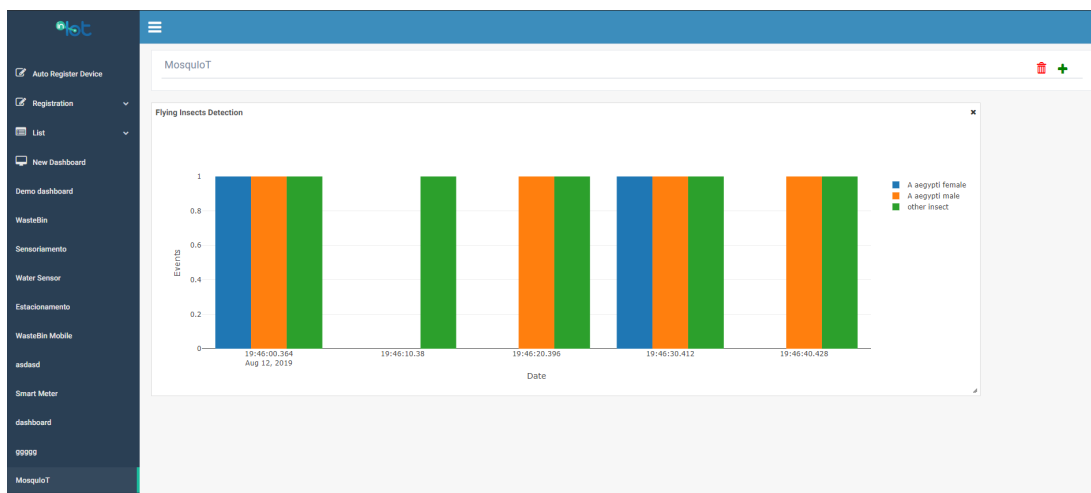 IoT
MosquIoT
Auto Register Device
Registration
List
New Dashboard
Demo dashboard
WasteBin
Sensoriamento
Water Sensor
Estacionamento
WasteBin Mobile
asdasd
Smart Meter
dashboard
ggggg
MosquIoT
Flying Insects Detection
1
0.8
0.6
0.4
0.2
0
Events
19:46:00.364
Aug 12, 2019
19:46:10.38
19:46:20.396
19:46:30.412
19:46:40.428
Date
A aegypti female
A aegypti male
other insect